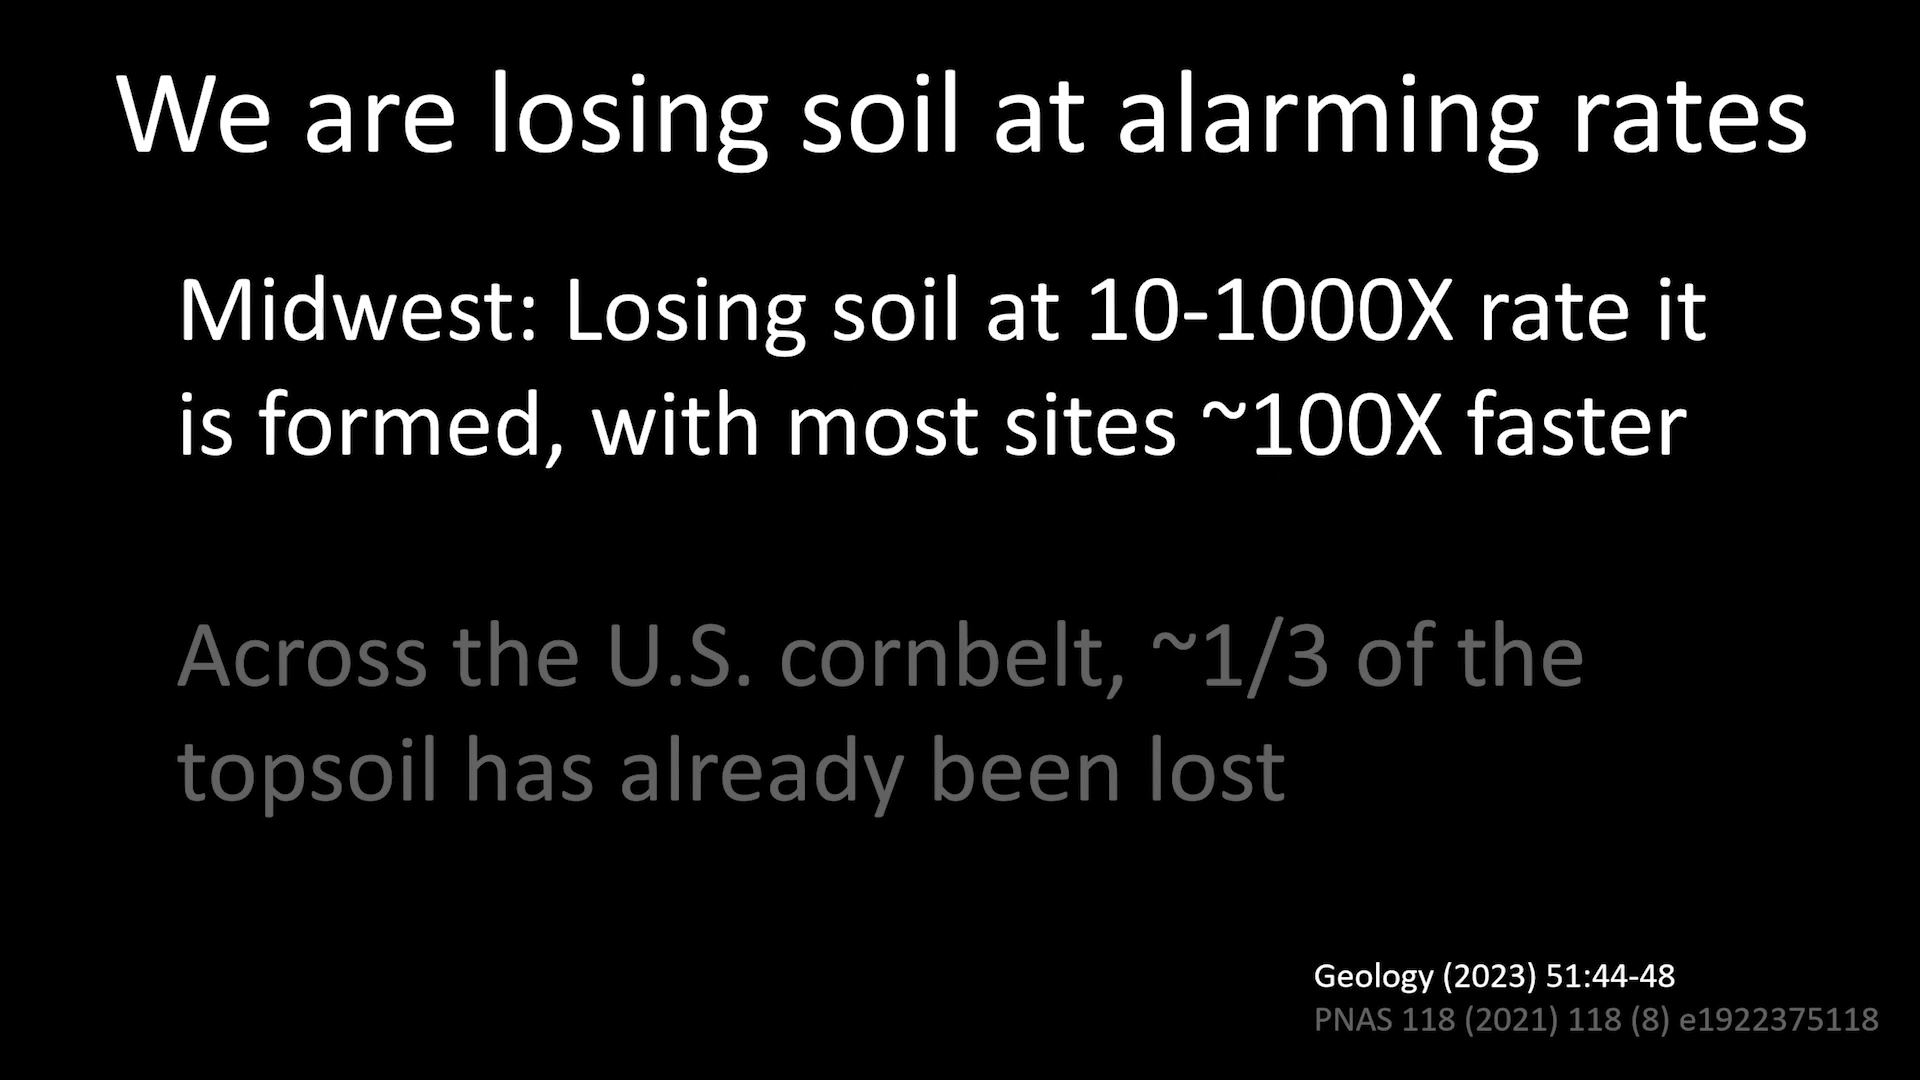 We are losing soil at alarming rates
Midwest: Losing soil at 10-1000X rate it
is formed, with most sites ~100X faster
Across the U.S. cornbelt, ~1/3 of the
topsoil has already been lost
Geology (2023) 51:44-48
PNAS 118 (2021) 118 (8) e1922375118